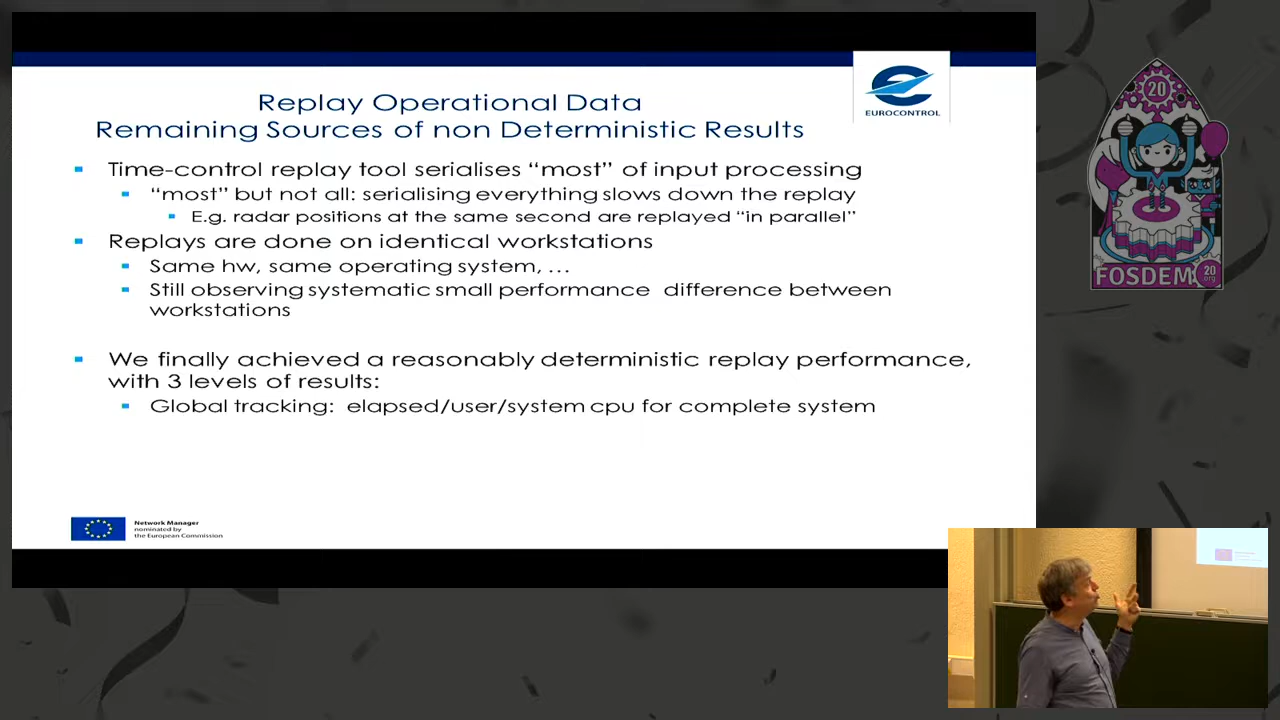 Replay Operational Data
Remaining Sources of non Deterministic Results
EUROCONTROL
Time-control replay tool serialises “most” of input processing
“most” but not all: serialising everything slows down the replay
E.g. radar positions at the same second are replayed “in parallel”
Replays are done on identical workstations
Same hw, same operating system, …
Still observing systematic small performance difference between
workstations
We finally achieved a reasonably deterministic replay performance,
with 3 levels of results:
Global tracking: elapsed/user/system cpu for complete system
Network Manager
nominated by
the European Commission
20
FOSDEM
20
.org